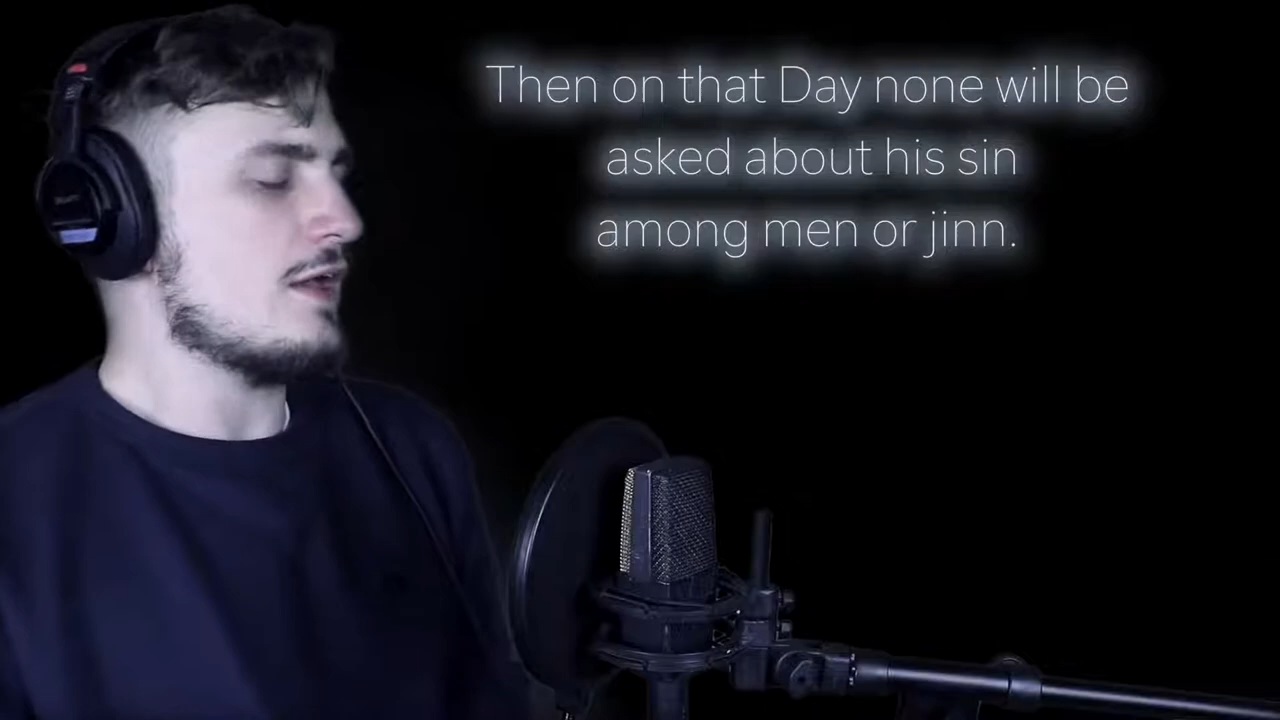 Then on that Day none will be
asked about his sin
among men or jinn.